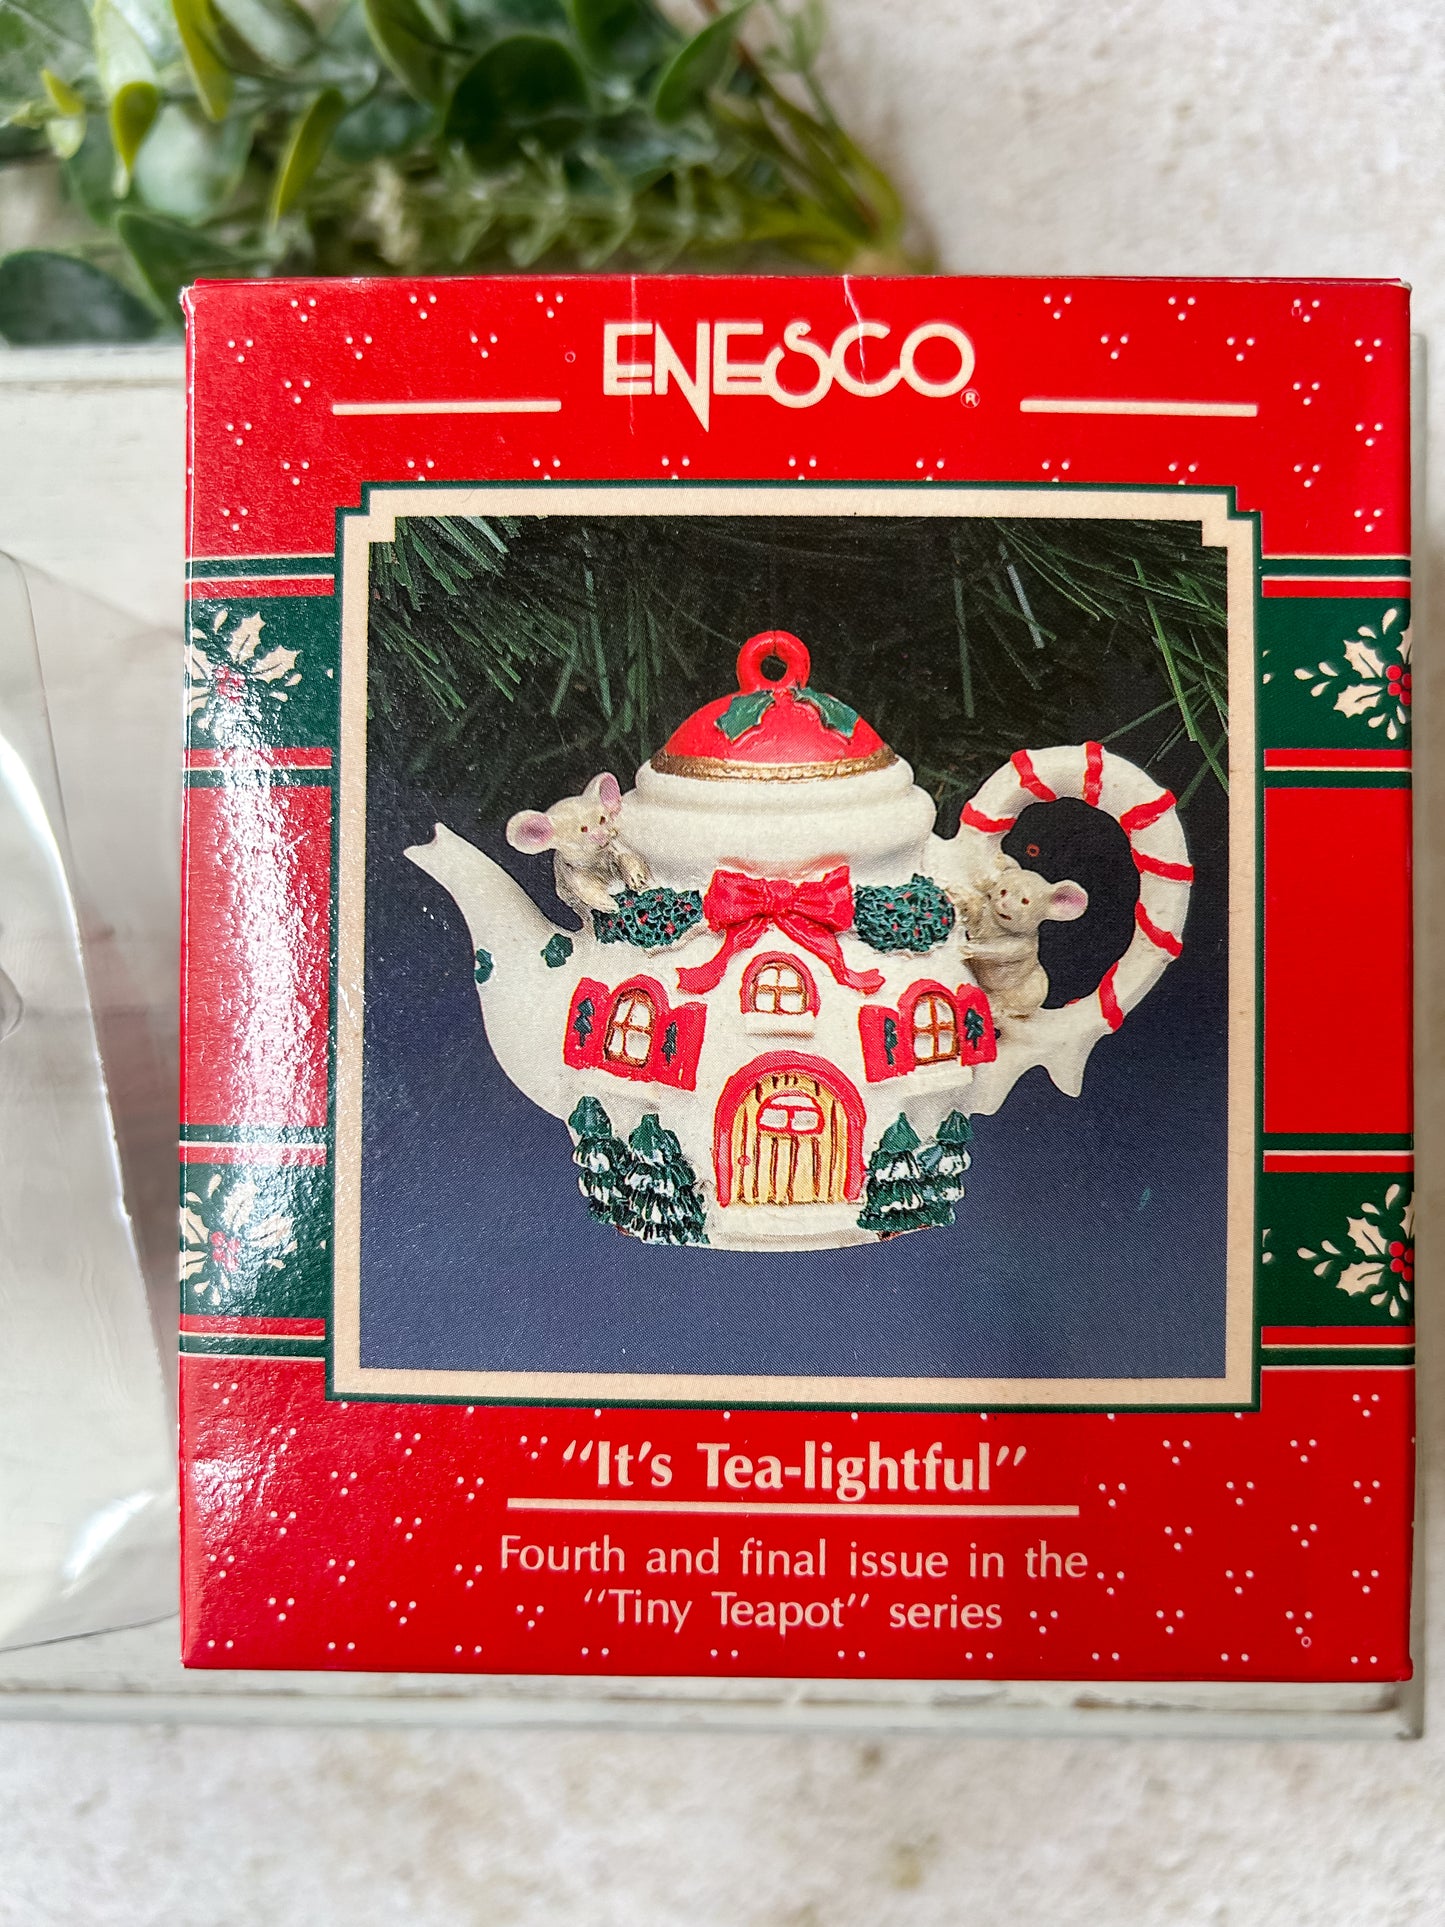 ENESCO®
"It's Tea-lightful"
Fourth and final issue in the
"Tiny Teapot" series